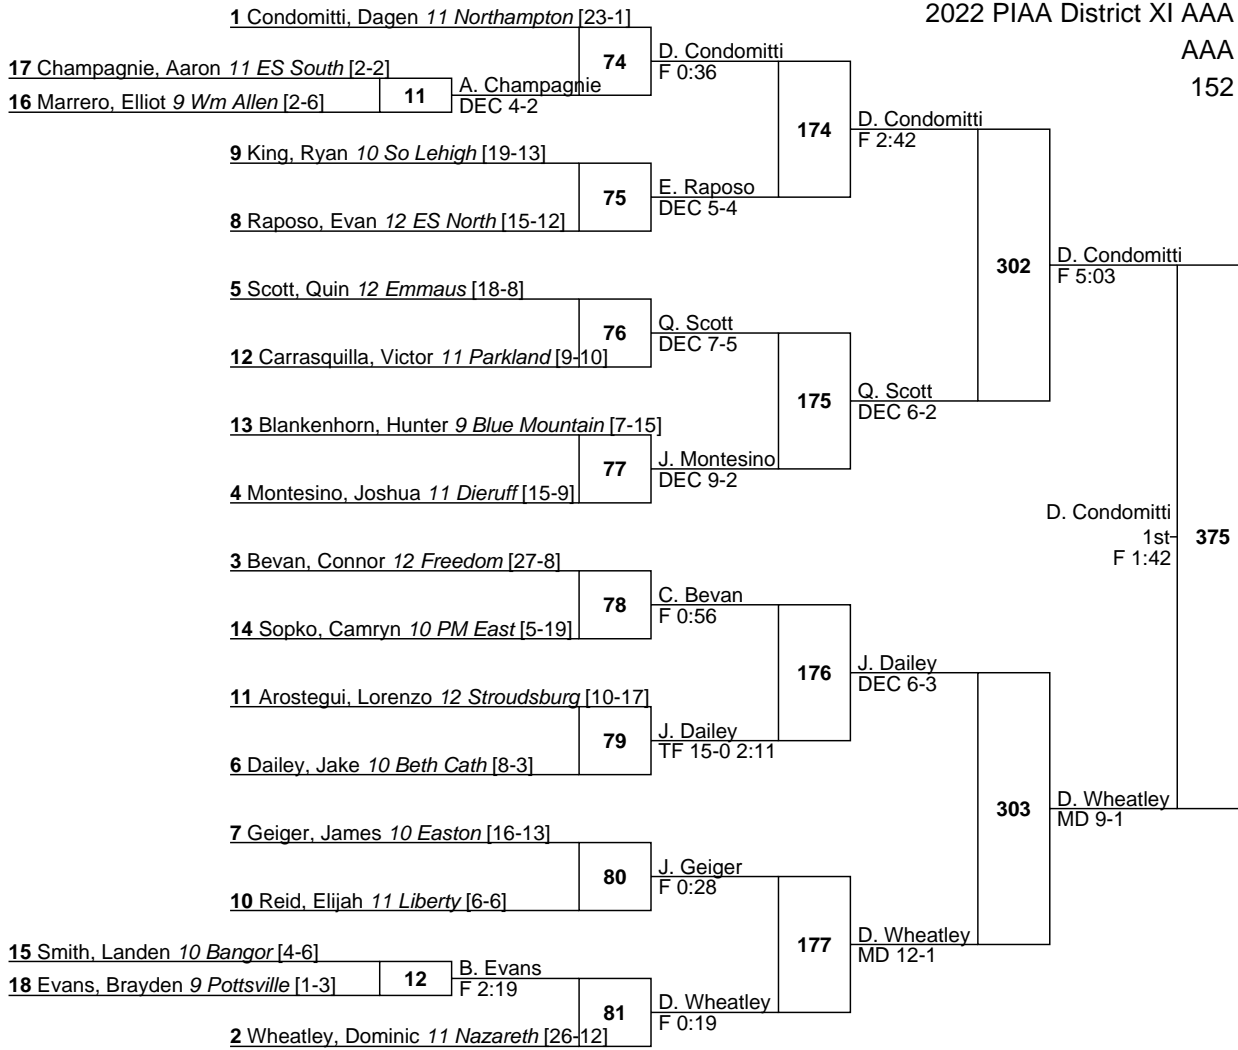 2022 PIAA District XI AAA
AAA
152
1 Condomitti, Dagen 11 Northampton [23-1]
74
D. Condomitti
F 0:36
17 Champagnie, Aaron 11 ES South [2-2]
11
A. Champagnie
DEC 4-2
16 Marrero, Elliot 9 Wm Allen [2-6]
174
D. Condomitti
F 2:42
9 King, Ryan 10 So Lehigh [19-13]
75
E. Raposo
DEC 5-4
8 Raposo, Evan 12 ES North [15-12]
302
D. Condomitti
F 5:03
5 Scott, Quin 12 Emmaus [18-8]
76
Q. Scott
DEC 7-5
12 Carrasquilla, Victor 11 Parkland [9-10]
175
Q. Scott
DEC 6-2
13 Blankenhorn, Hunter 9 Blue Mountain [7-15]
77
J. Montesino
DEC 9-2
4 Montesino, Joshua 11 Dieruff [15-9]
D. Condomitti
1st
F 1:42
375
3 Bevan, Connor 12 Freedom [27-8]
78
C. Bevan
F 0:56
14 Sopko, Camryn 10 PM East [5-19]
176
J. Dailey
DEC 6-3
11 Arostegui, Lorenzo 12 Stroudsburg [10-17]
79
J. Dailey
TF 15-0 2:11
6 Dailey, Jake 10 Beth Cath [8-3]
303
D. Wheatley
MD 9-1
7 Geiger, James 10 Easton [16-13]
80
J. Geiger
F 0:28
10 Reid, Elijah 11 Liberty [6-6]
177
D. Wheatley
MD 12-1
15 Smith, Landen 10 Bangor [4-6]
12
B. Evans
F 2:19
18 Evans, Brayden 9 Pottsville [1-3]
81
D. Wheatley
F 0:19
2 Wheatley, Dominic 11 Nazareth [26-12]